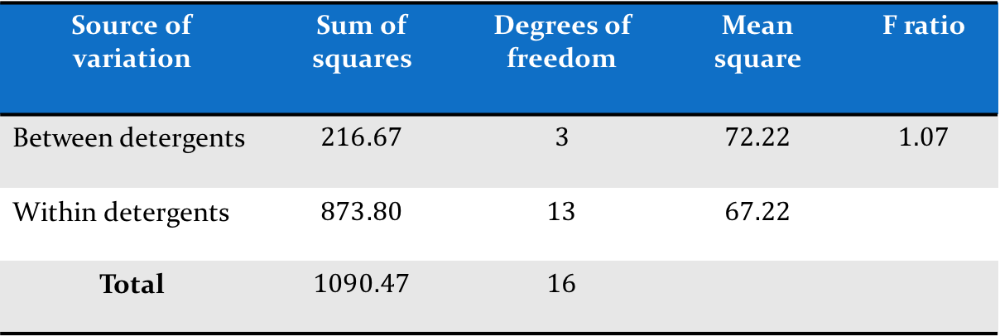 Source of variation Sum of squares Degrees of freedom Mean square F ratio
Between detergents 216.67 3 72.22 1.07
Within detergents 873.80 13 67.22
Total 1090.47 16